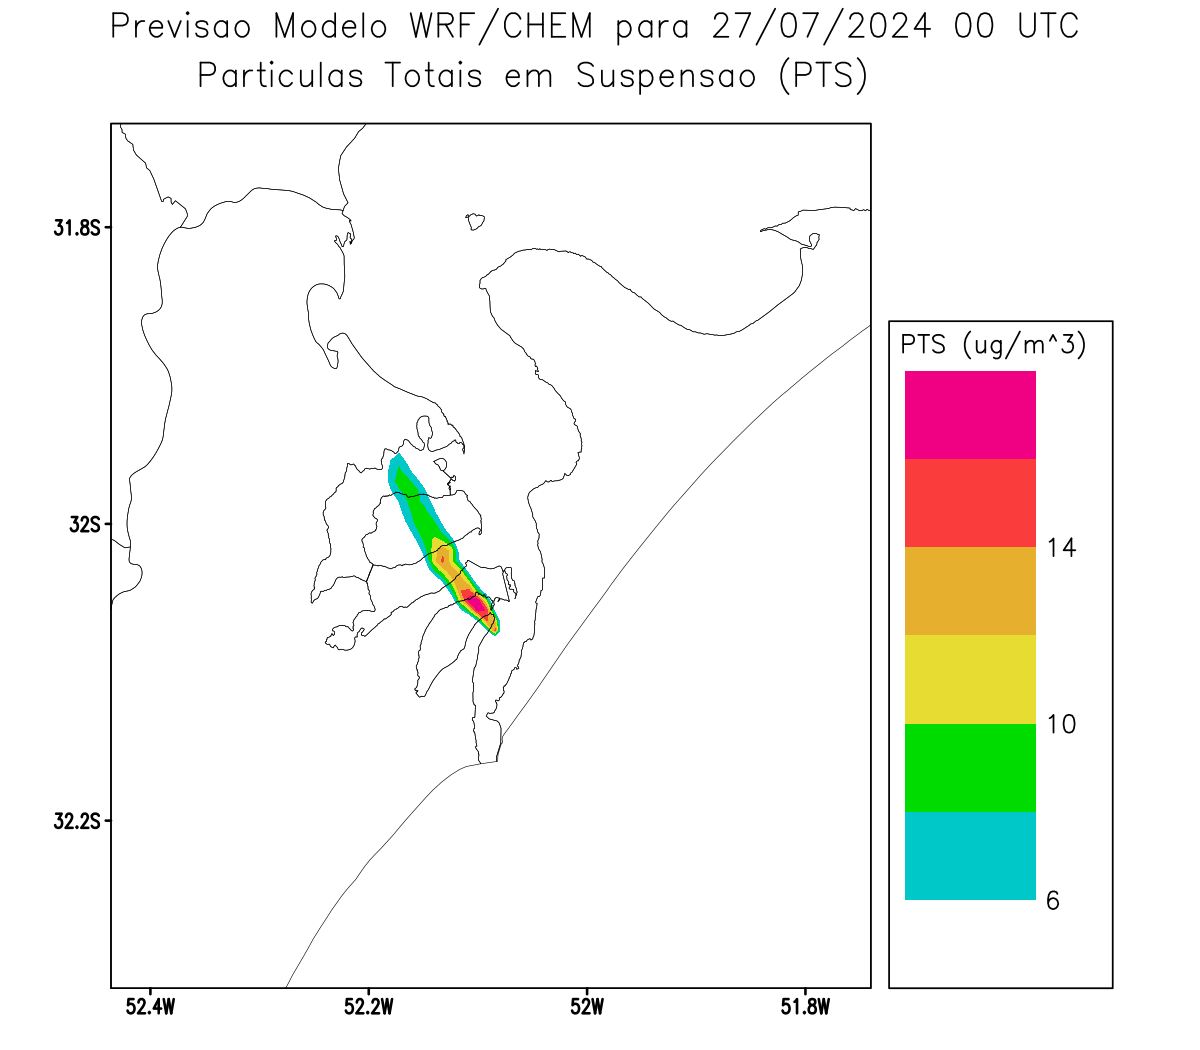 Previsao Modelo WRF/CHEM para 27/07/2024 00 UTC
Particulas Totais em Suspensao (PTS)
31.8S
32S
32.2S
52.4W
52.2W
52W
51.8W
PTS (ug/m^3)
14
10
6